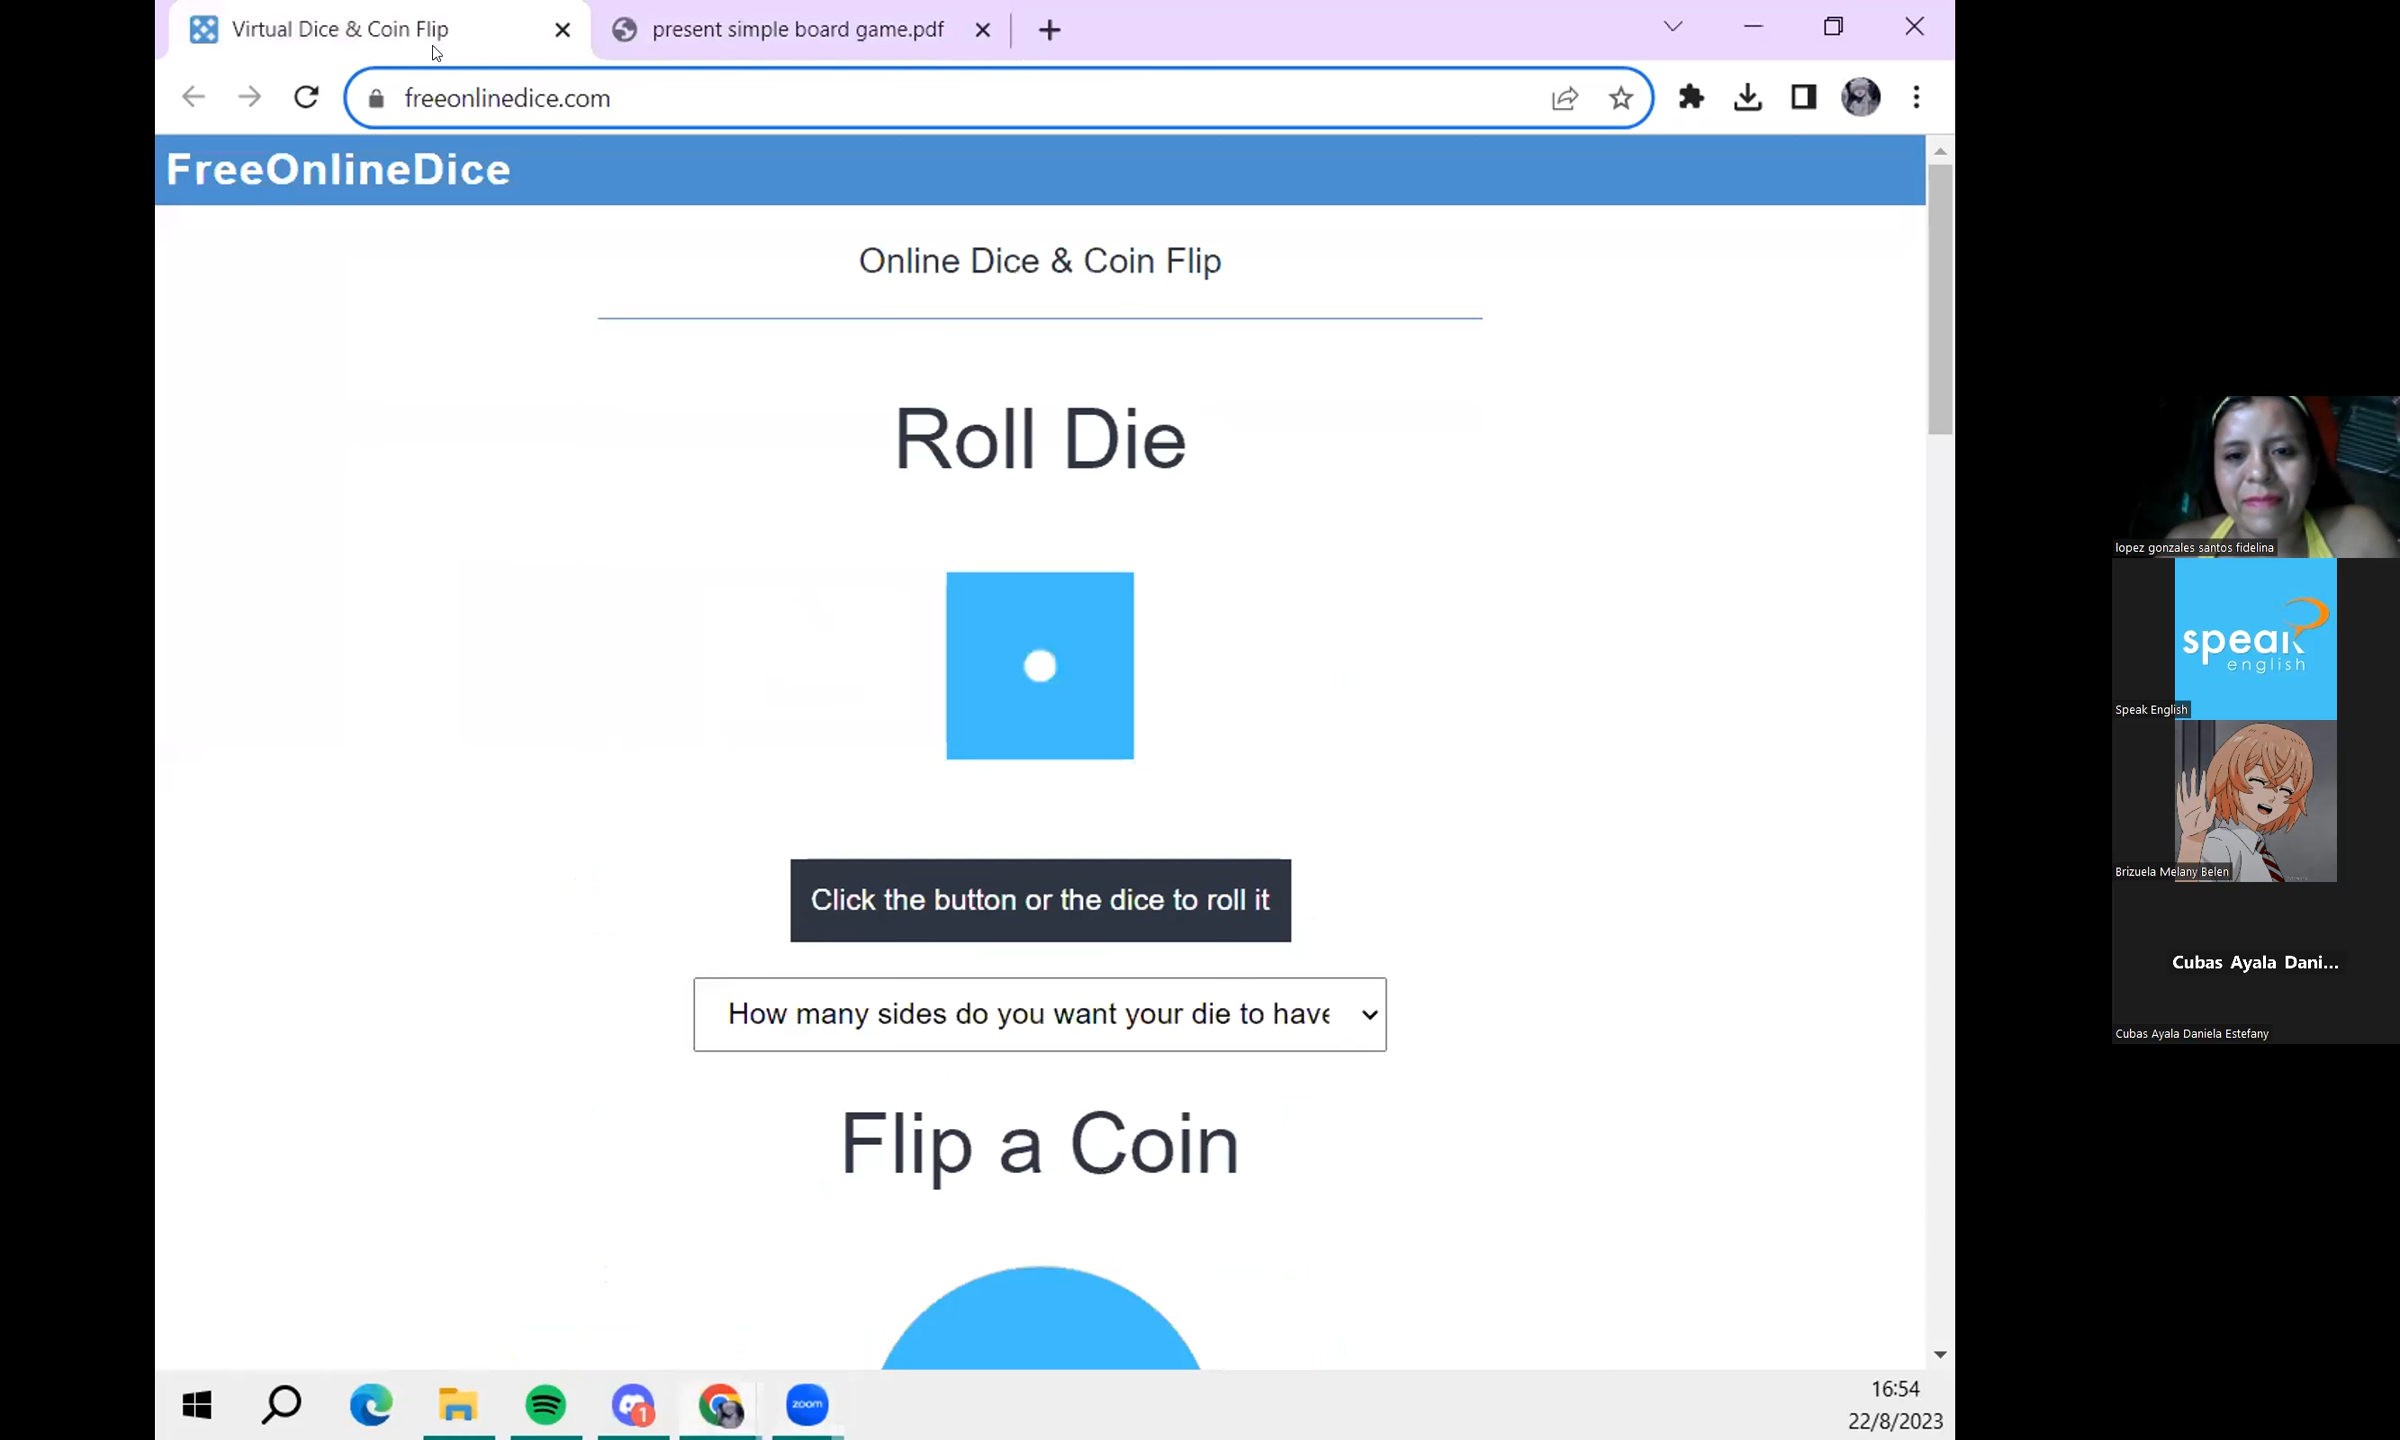 Virtual Dice & Coin Flip
present simple board game.pdf
freeonlinedice.com
FreeOnlineDice
Online Dice & Coin Flip
Roll Die
Click the button or the dice to roll it
How many sides do you want your die to have
Flip a Coin
1
zoom
16:54
22/8/2023
lopez gonzales santos fidelina
speak
english
Speak English
Brizuela Melany Belen
Cubas Ayala Dani...
Cubas Ayala Daniela Estefany